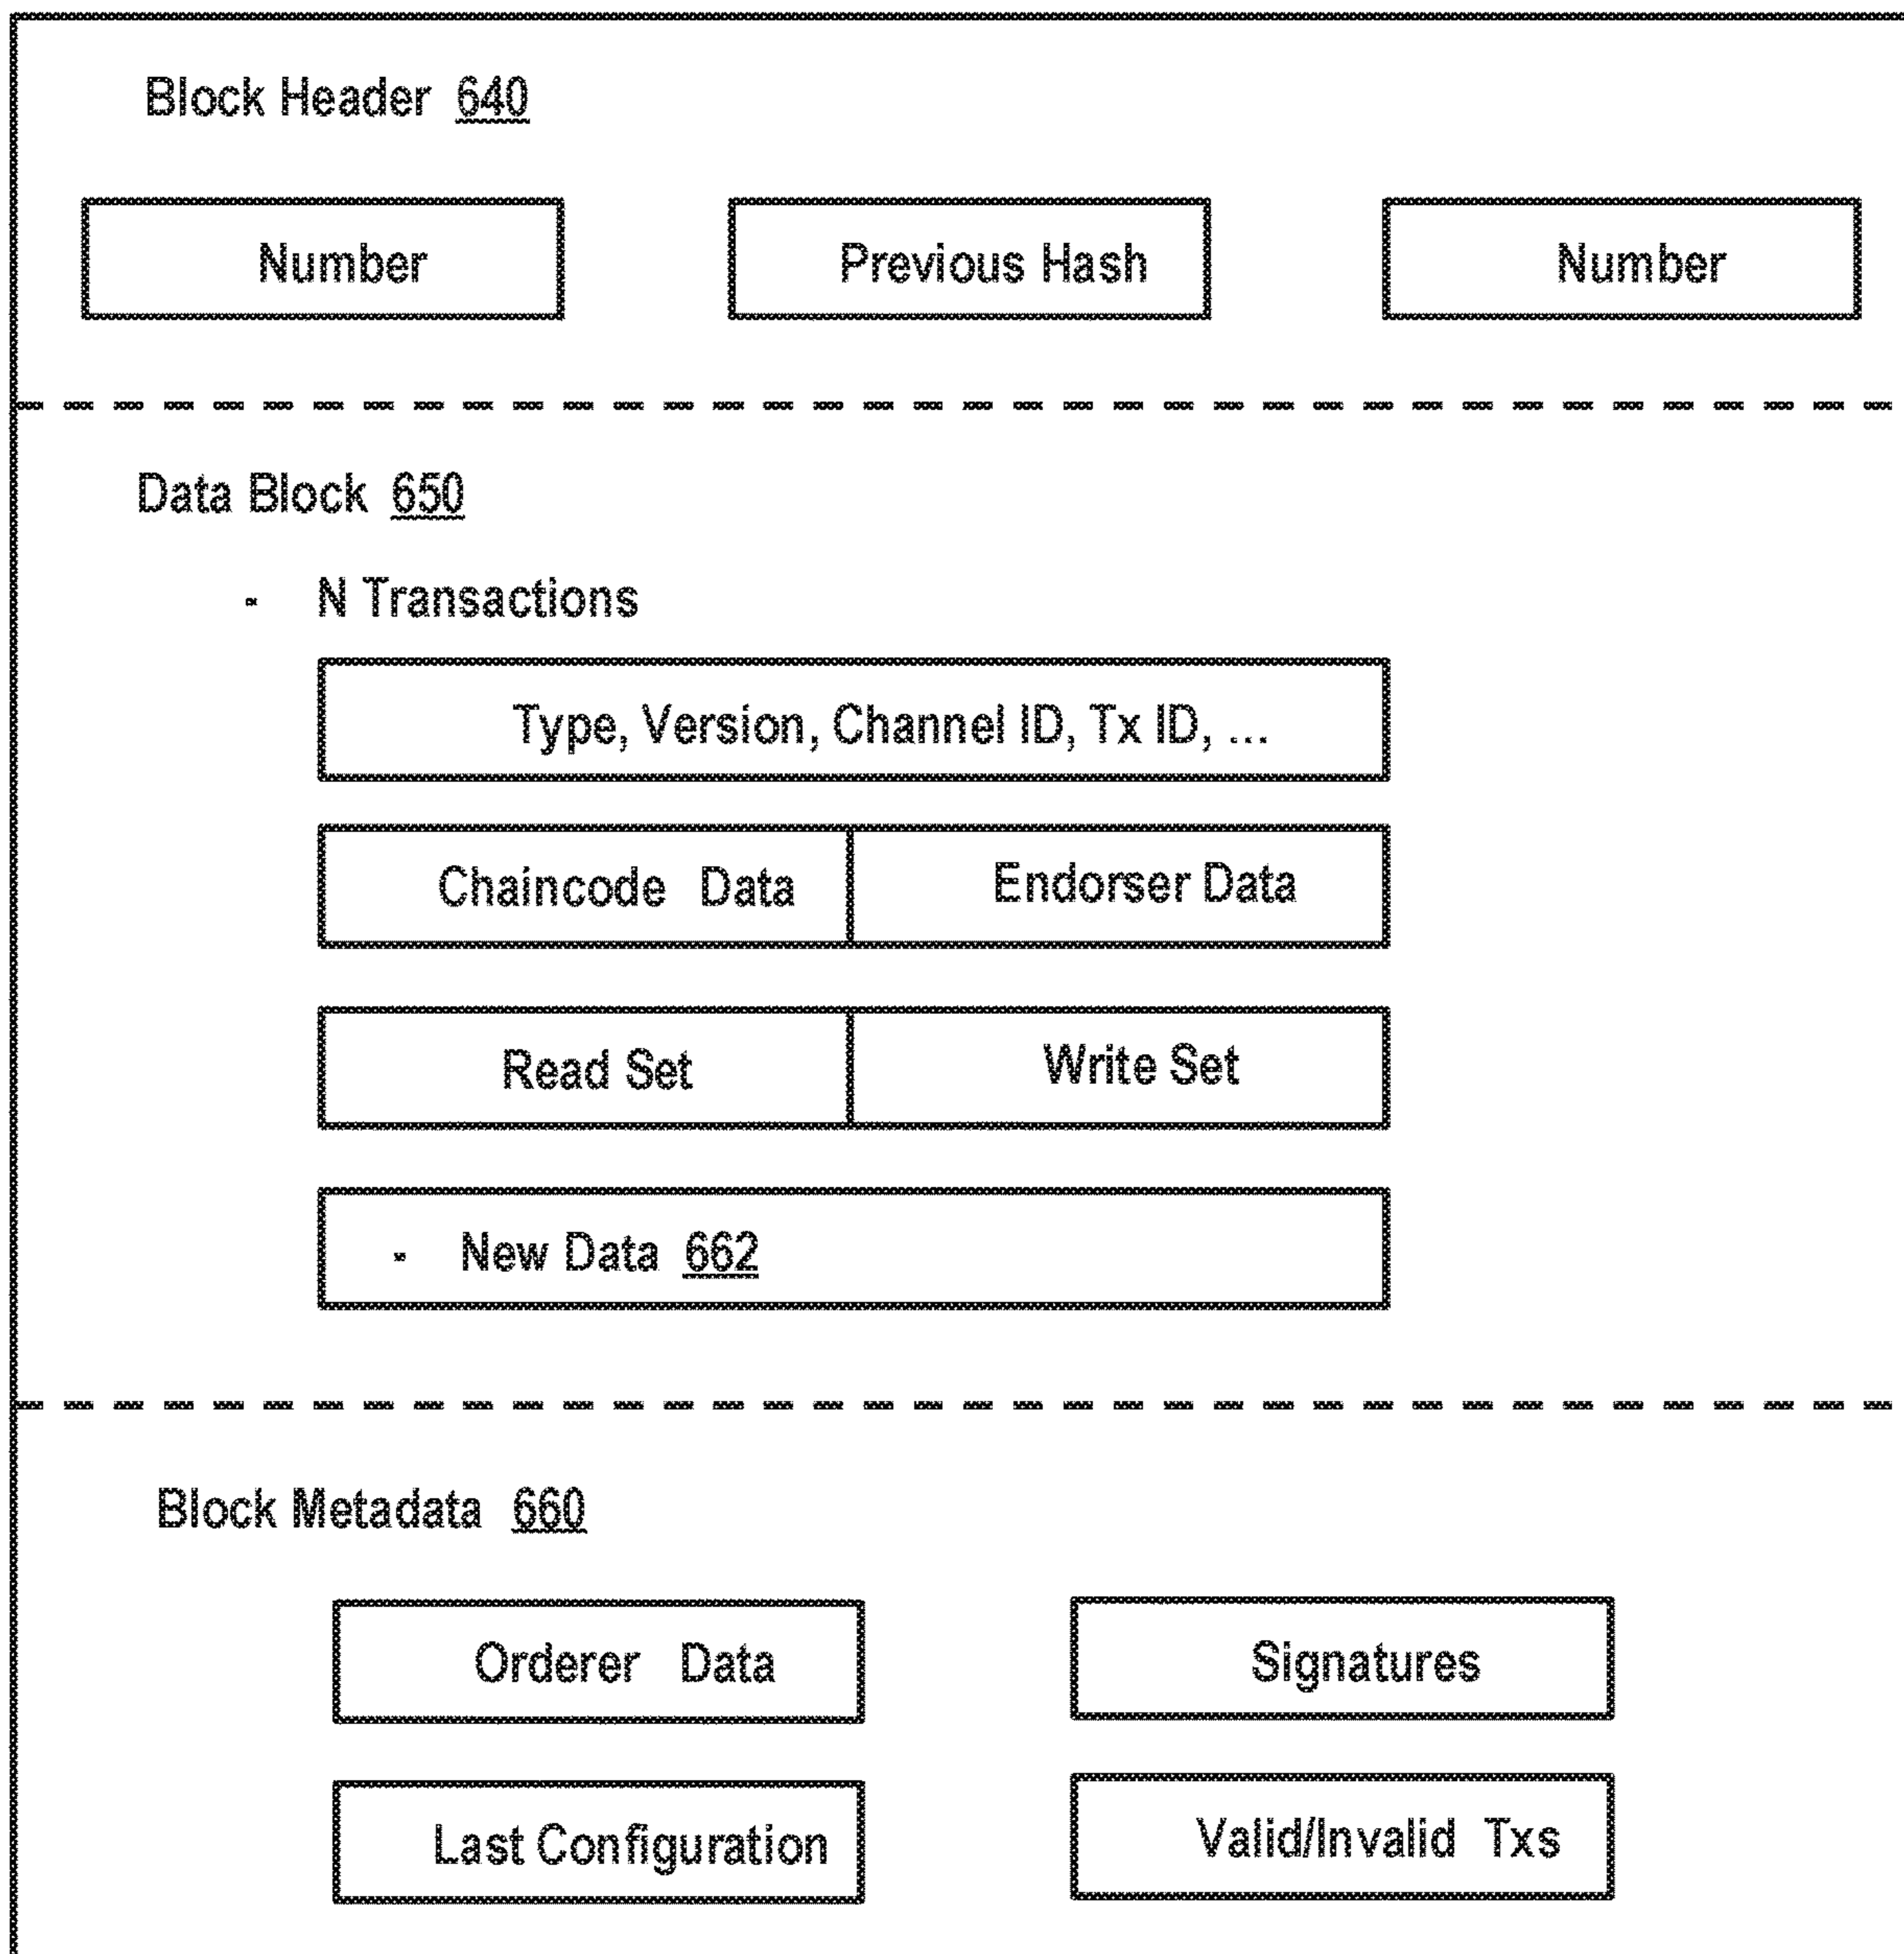 Block Header 640
Number Previous Hash Number
Data Block 650
- N Transactions
Type, Version, Channel ID, Tx ID, ...
Chaincode Data Endorser Data
Read Set Write Set
- New Data 662
Block Metadata 660
Orderer Data Signatures
Last Configuration Valid/Invalid Txs